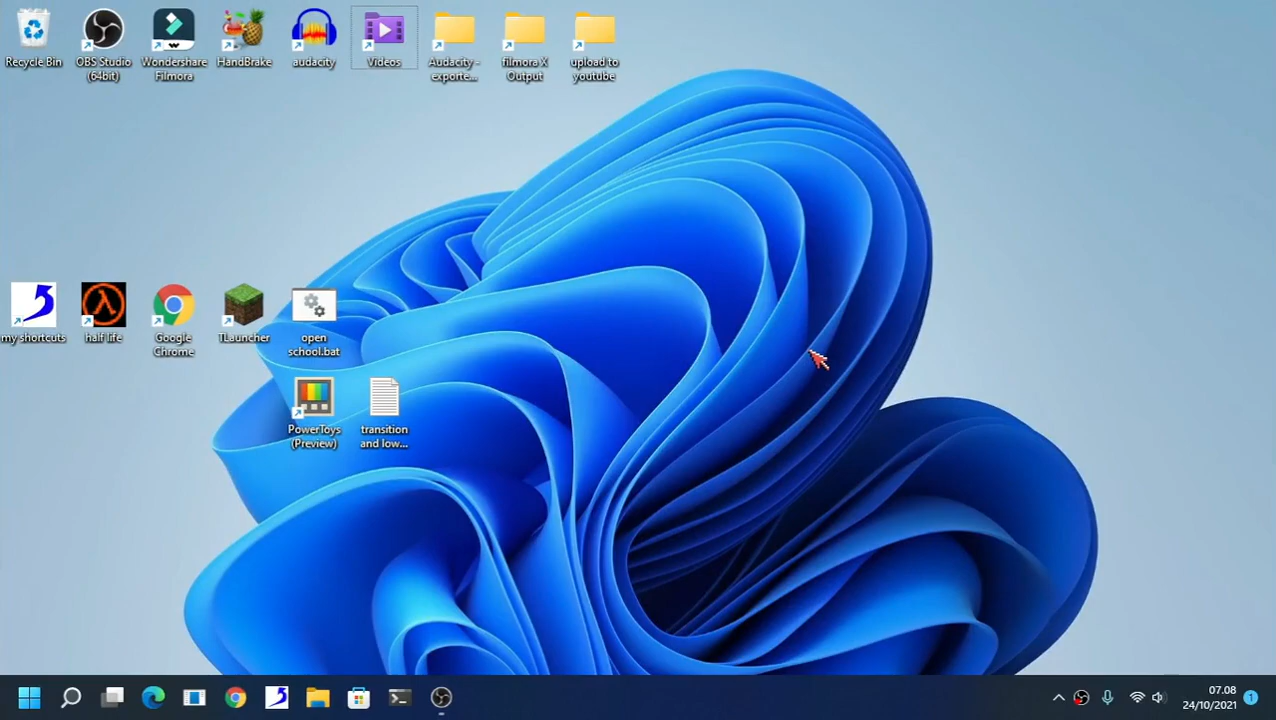 Recycle Bin
OBS Studio
(64bit)
Wondershare
Filmora
HandBrake
audacity
Videos
Audacity -
exporte...
filmora X
Output
upload to
youtube
my shortcuts
half life
Google
Chrome
TLauncher
open
school.bat
PowerToys
(Preview)
transition
and low...
07.08
24/10/2021
1